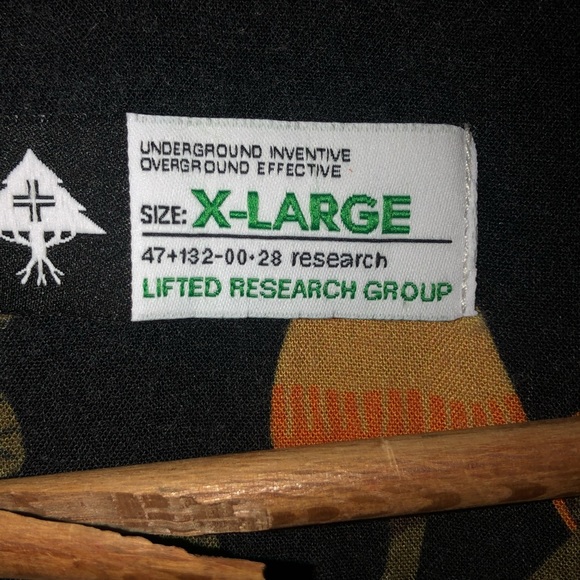 UNDERGROUND INVENTIVE
OVERGROUND EFFECTIVE
SIZE: X-LARGE
47+132-00·28 research
LIFTED RESEARCH GROUP